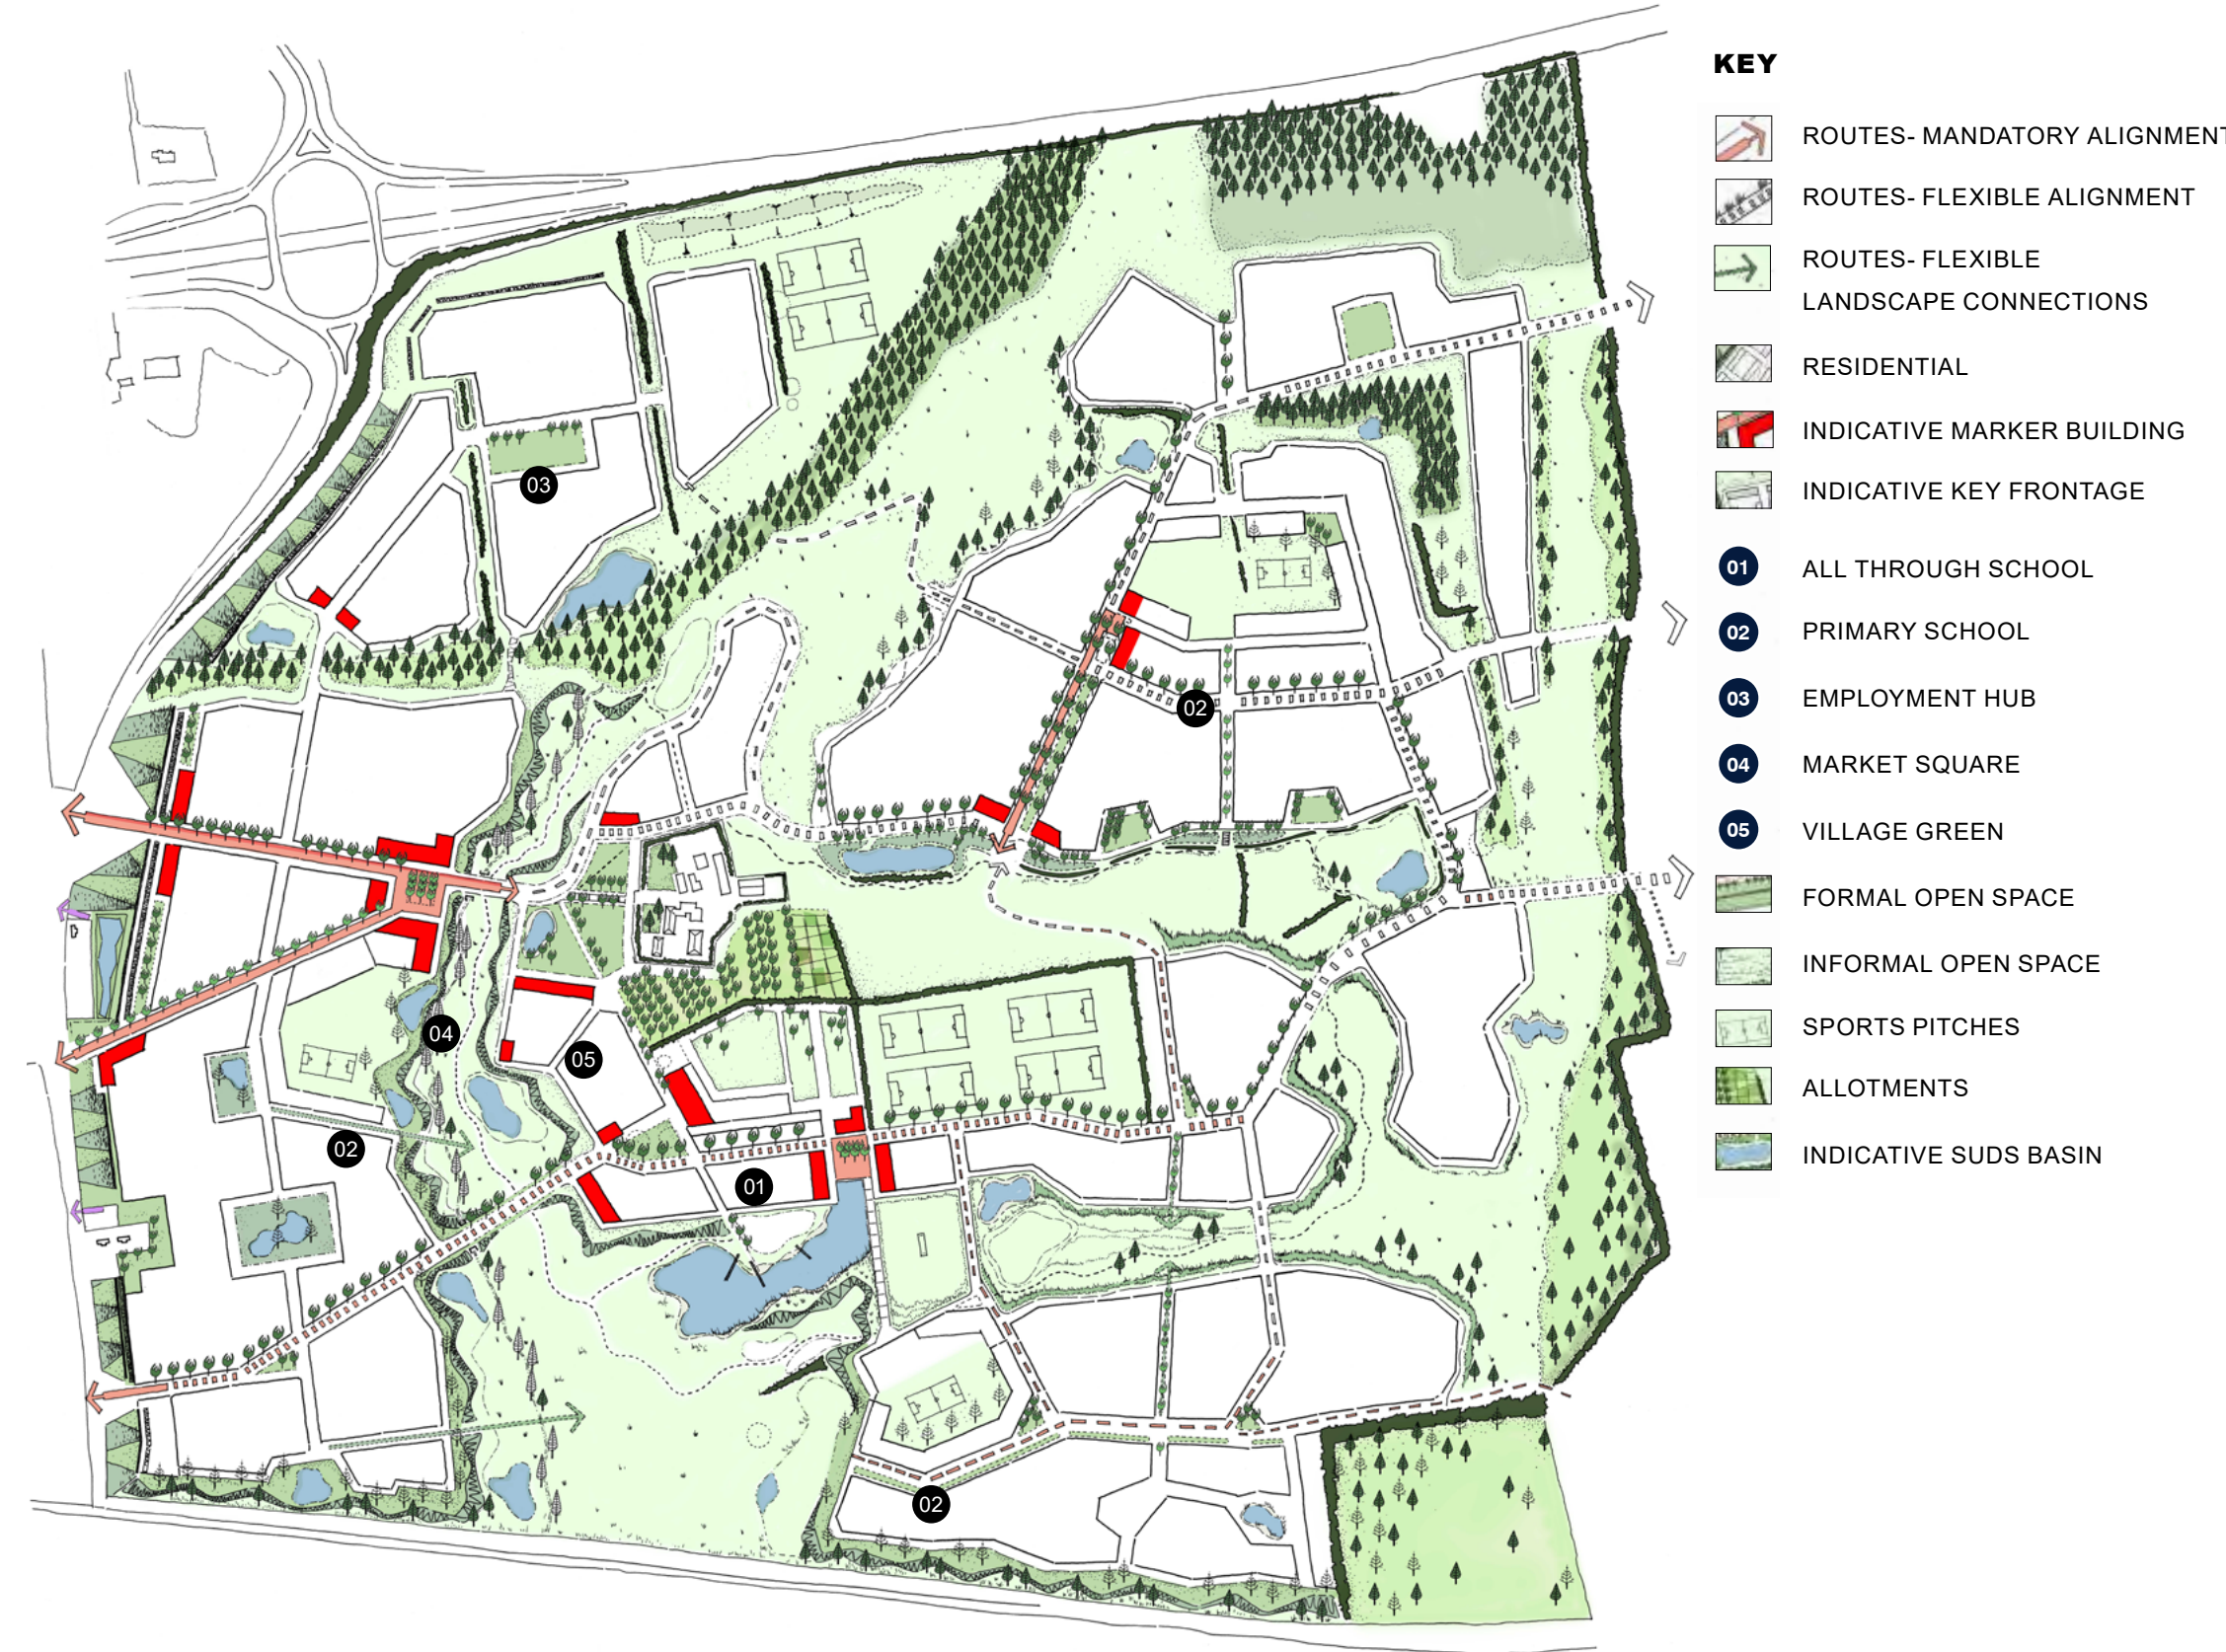 KEY
ROUTES- MANDATORY ALIGNMENT
ROUTES- FLEXIBLE ALIGNMENT
ROUTES- FLEXIBLE
LANDSCAPE CONNECTIONS
RESIDENTIAL
INDICATIVE MARKER BUILDING
INDICATIVE KEY FRONTAGE
01 ALL THROUGH SCHOOL
02 PRIMARY SCHOOL
03 EMPLOYMENT HUB
04 MARKET SQUARE
05 VILLAGE GREEN
FORMAL OPEN SPACE
INFORMAL OPEN SPACE
SPORTS PITCHES
ALLOTMENTS
INDICATIVE SUDS BASIN
03
02
04
05
02
01
02